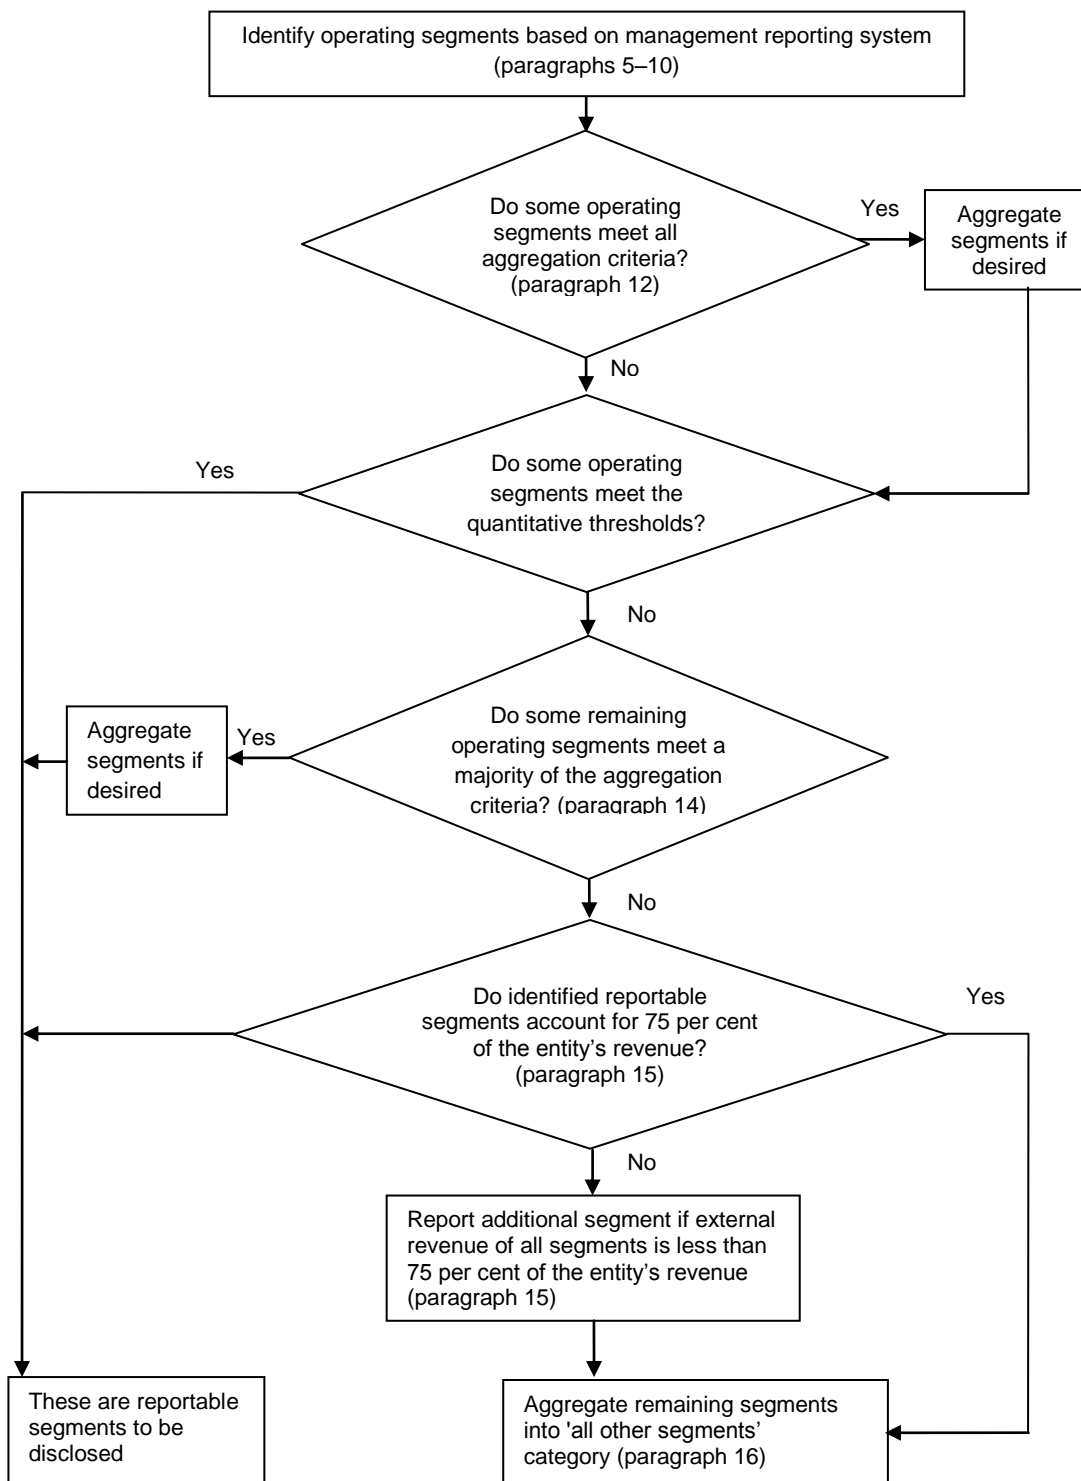 Identify operating segments based on management reporting system
(paragraphs 5–10)
Do some operating
segments meet all
aggregation criteria?
(paragraph 12)
Yes
Aggregate
segments if
desired
No
Yes
Do some operating
segments meet the
quantitative thresholds?
No
Aggregate
segments if
desired
Yes
Do some remaining
operating segments meet a
majority of the aggregation
criteria? (paragraph 14)
No
Do identified reportable
segments account for 75 per cent
of the entity’s revenue?
(paragraph 15)
Yes
No
Report additional segment if external
revenue of all segments is less than
75 per cent of the entity’s revenue
(paragraph 15)
These are reportable
segments to be
disclosed
Aggregate remaining segments
into 'all other segments’
category (paragraph 16)